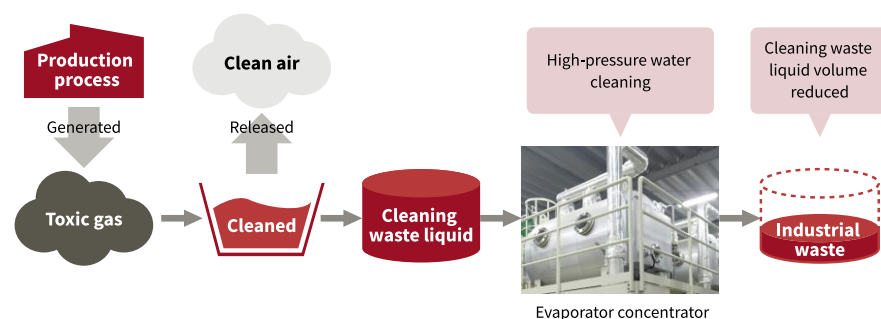 Production
process
Generated
Toxic gas
Clean air
Released
Cleaned
Cleaning
waste liquid
High-pressure water
cleaning
Evaporator concentrator
Cleaning waste
liquid volume
reduced
Industrial
waste